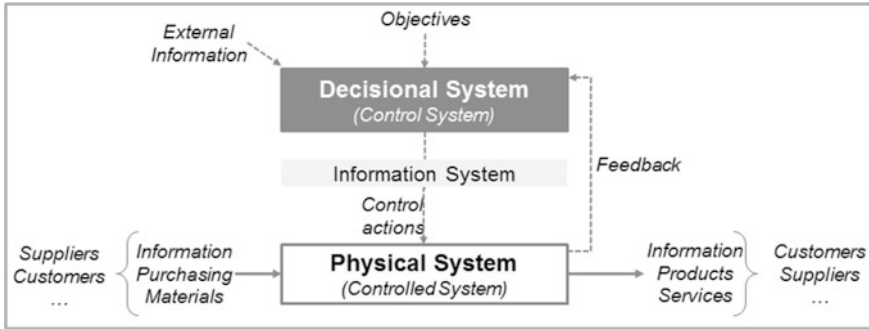 Objectives
External
Information
Decisional System
(Control System)
Feedback
Information System
Control
actions
Suppliers
Customers
...
Information
Purchasing
Materials
Physical System
(Controlled System)
Information
Products
Services
Customers
Suppliers
...